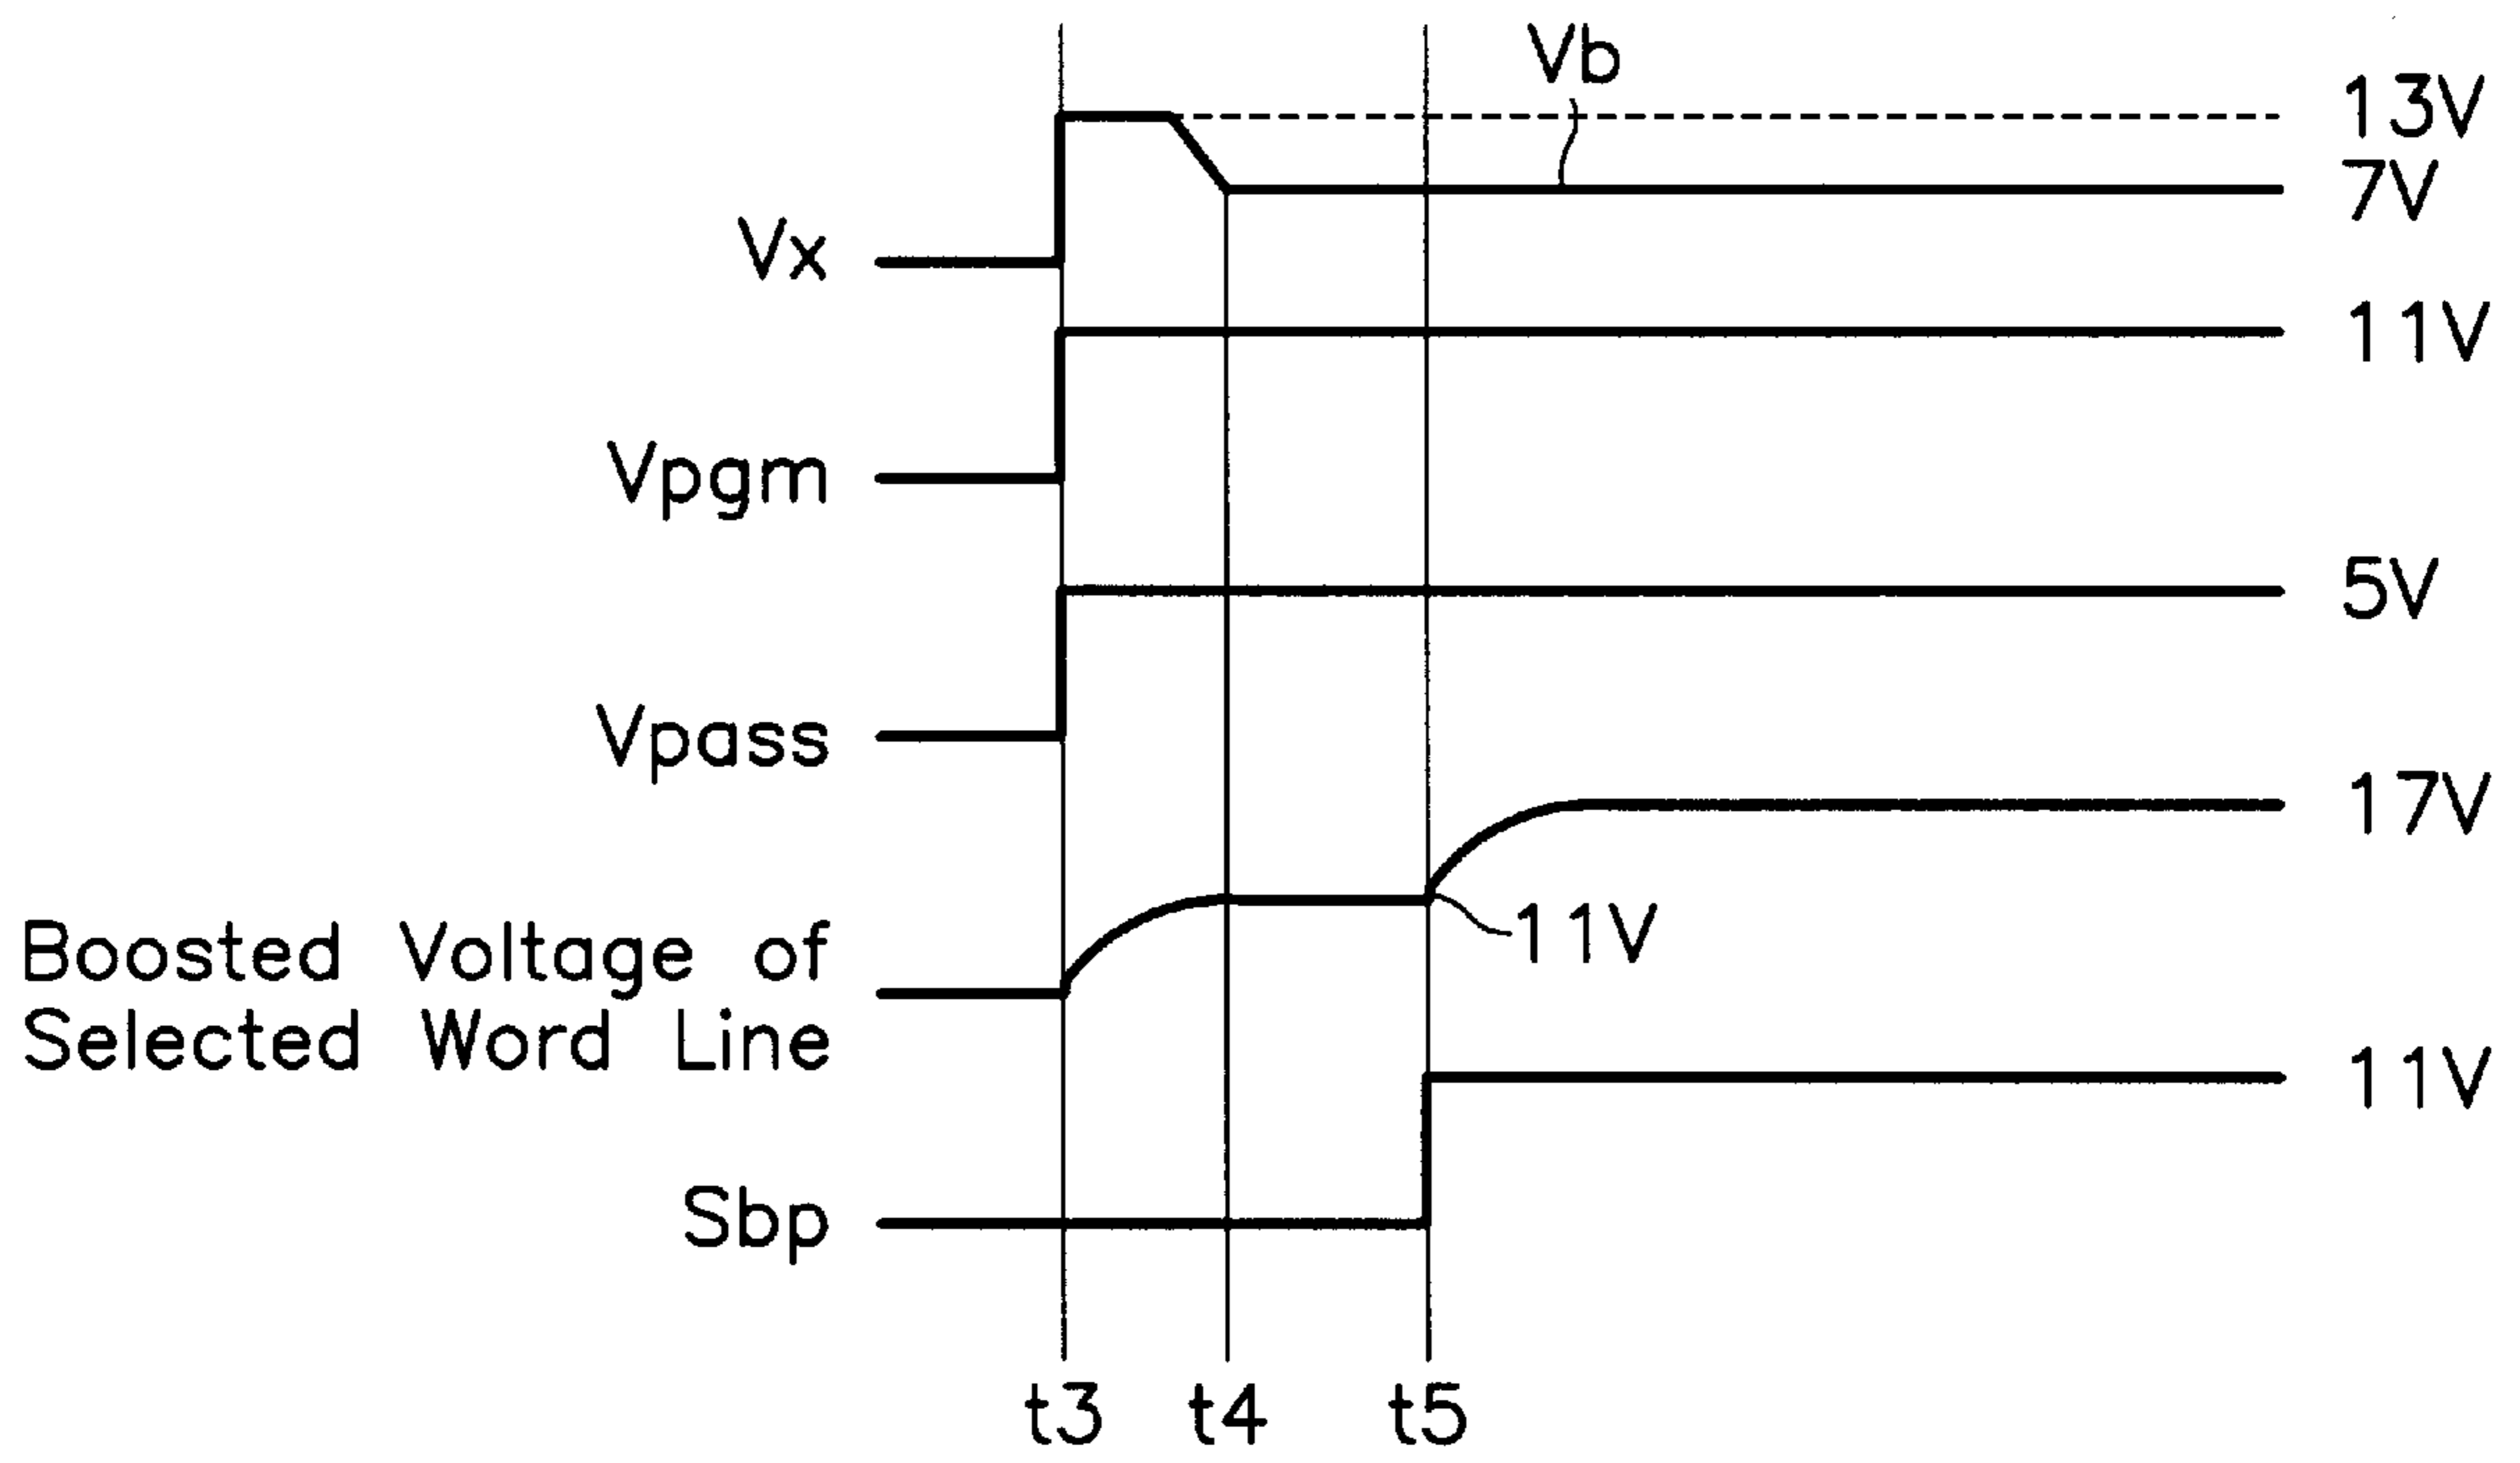 Vb
13V
7V
Vx
11V
Vpgm
5V
Vpass
17V
11V
Boosted Voltage of
Selected Word Line
11V
Sbp
t3 t4 t5